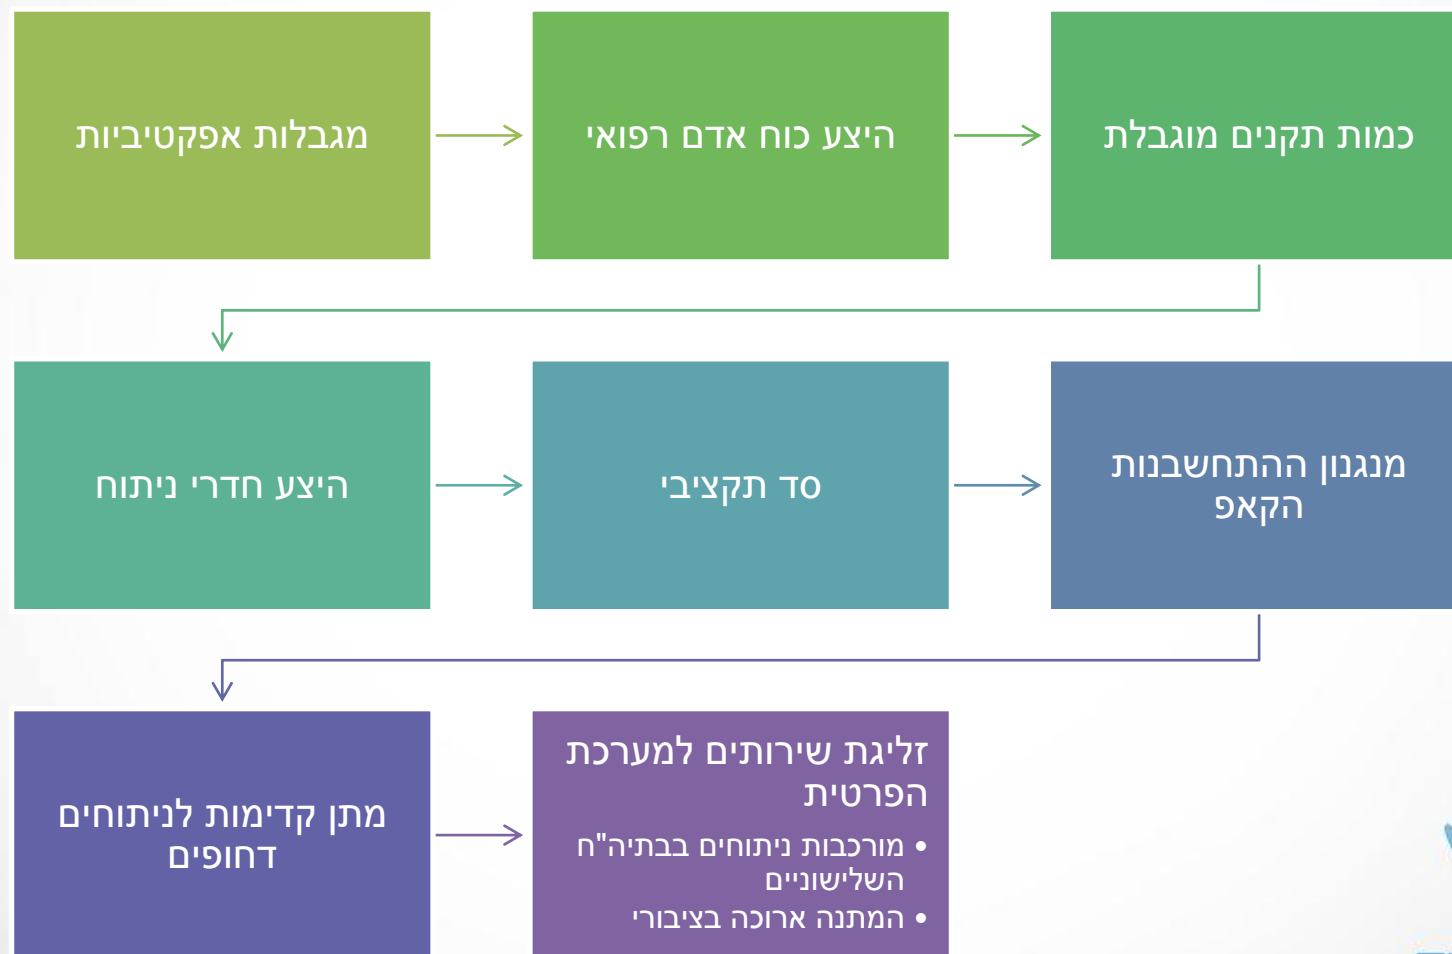 מגבלות אפקטיביות
היצע כוח אדם רפואי
כמות תקנים מוגבלת
היצע חדרי ניתוח
סד תקציבי
מנגנון ההתחשבנות
הקאפ
מתן קדימות לניתוחים
דחופים
זליגת שירותים למערכת
הפרטית
• מורכבות ניתוחים בבתיה"ח
השלישוניים
• המתנה ארוכה בציבורי